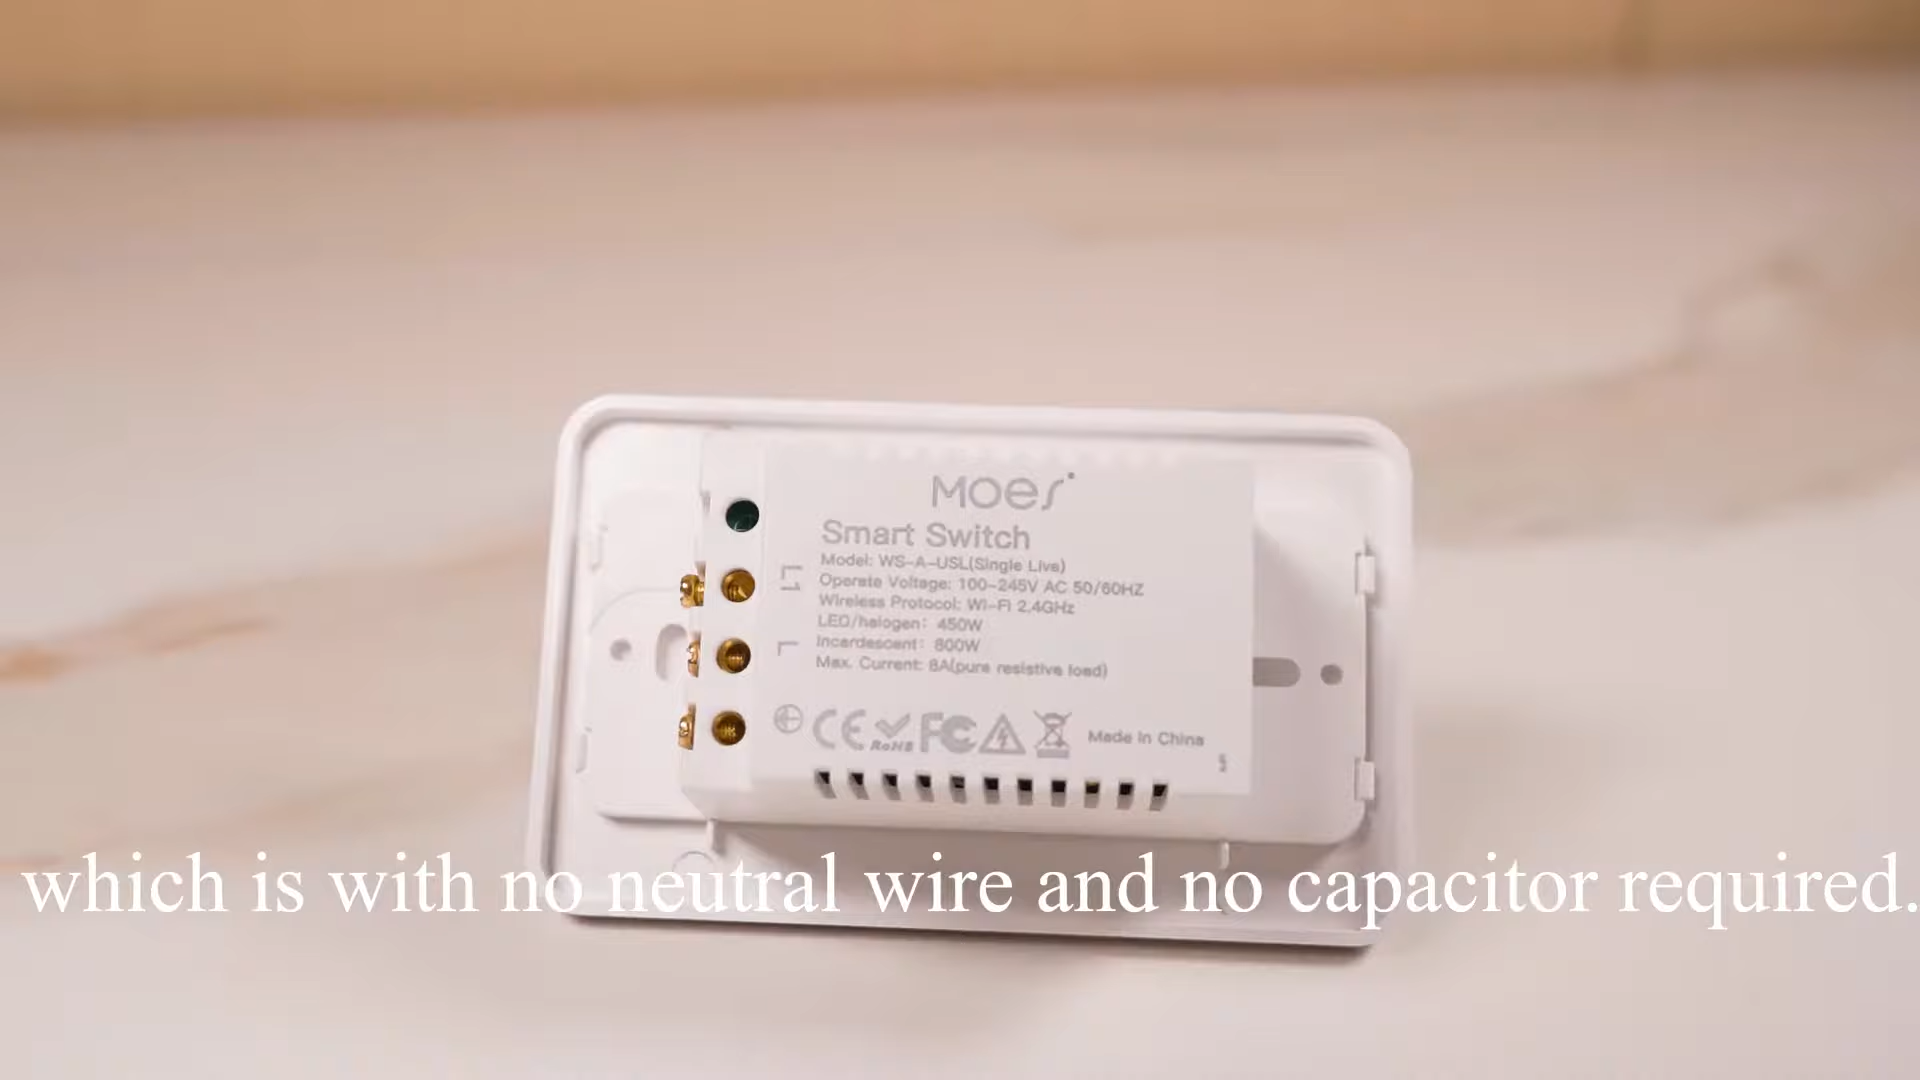 MOES
Smart Switch
Model: WS-A-USL(Single Live)
Operate Voltage: 100-245V AC 50/60HZ
Wireless Protocol: Wi-Fi 2.4GHz
LED/halogen: 450W
Incardescent: 800W
Max. Current: 8A(pure resistive load)
L1
L
CE RoHS FC
Made In China
which is with no neutral wire and no capacitor required.